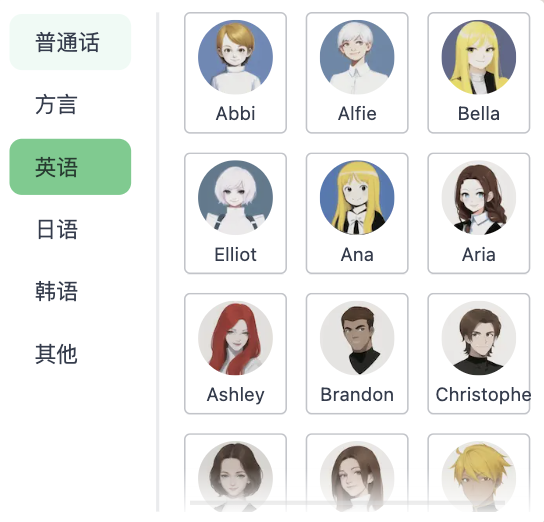 普通话
方言
英语
日语
韩语
其他
Abbi
Alfie
Bella
Elliot
Ana
Aria
Ashley
Brandon
Christophe